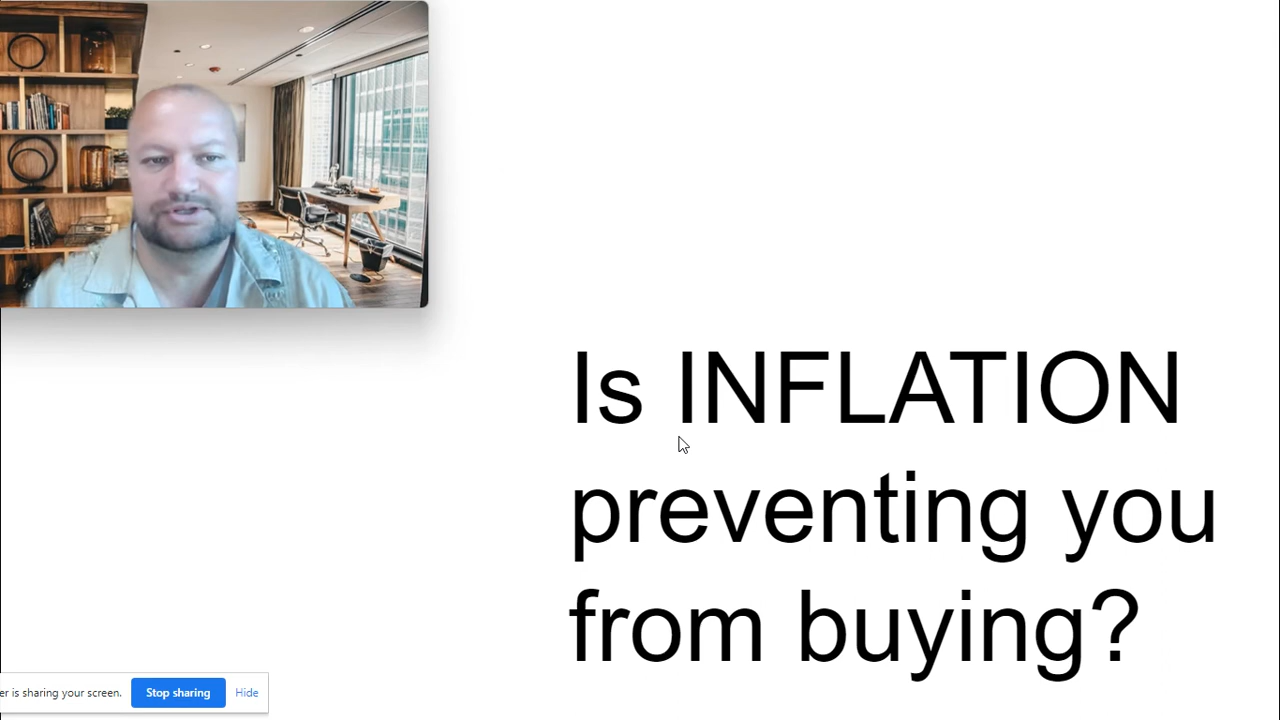 Is INFLATION
preventing you
from buying?
er is sharing your screen. Stop sharing Hide